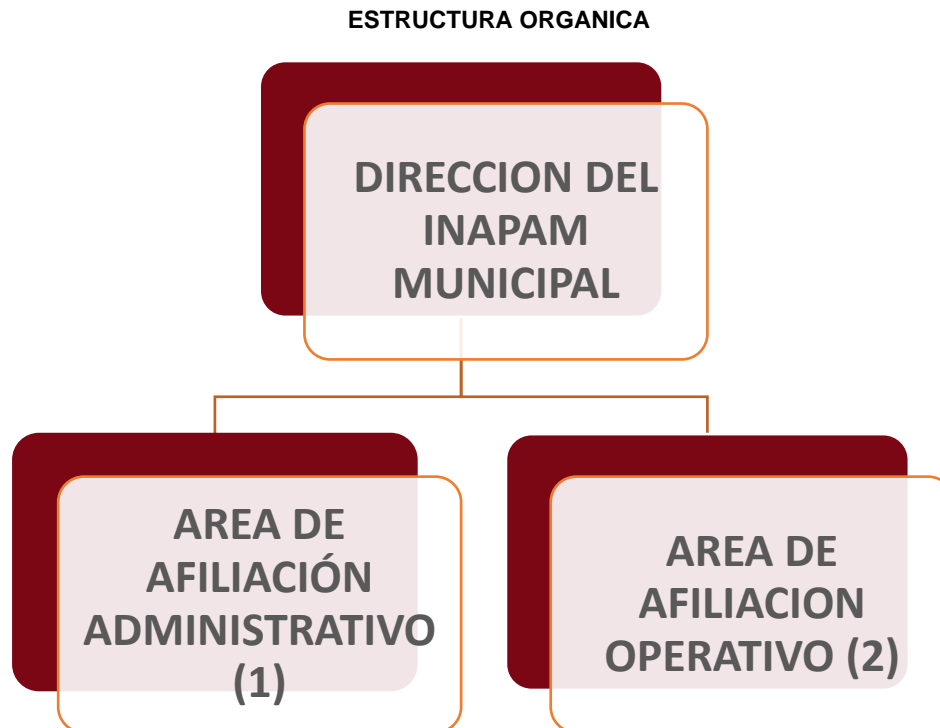 ESTRUCTURA ORGANICA
DIRECCION DEL
INAPAM
MUNICIPAL
AREA DE
AFILIACIÓN
ADMINISTRATIVO
(1)
AREA DE
AFILIACION
OPERATIVO (2)